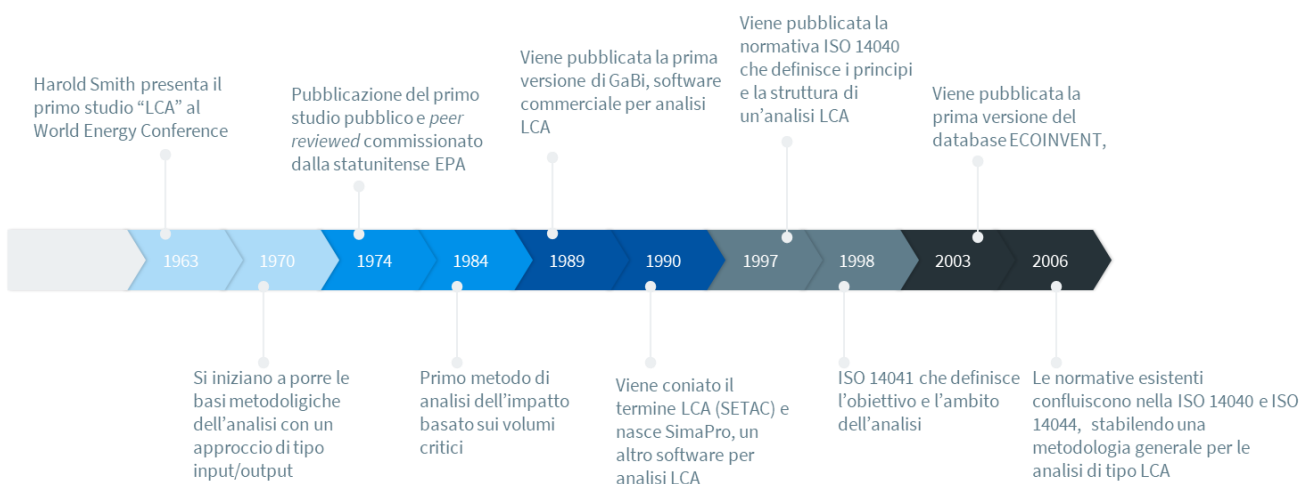 Harold Smith presenta il
primo studio “LCA” al
World Energy Conference
Pubblicazione del primo
studio pubblico e peer
reviewed commissionato
dalla statunitense EPA
Viene pubblicata la prima
versione di GaBi, software
commerciale per analisi
LCA
Viene pubblicata la
normativa ISO 14040
che definisce i principi
e la struttura di
un’analisi LCA
Viene pubblicata la
prima versione del
database ECOINVENT,
1963
1970
1974
1984
1989
1990
1997
1998
2003
2006
Si iniziano a porre le
basi metodoligiche
dell’analisi con un
approccio di tipo
input/output
Primo metodo di
analisi dell’impatto
basato sui volumi
critici
Viene coniato il
termine LCA (SETAC) e
nasce SimaPro, un
altro software per
analisi LCA
ISO 14041 che definisce
l’obiettivo e l’ambito
dell’analisi
Le normative esistenti
confluiscono nella ISO 14040 e ISO
14044, stabilendo una
metodologia generale per le
analisi di tipo LCA